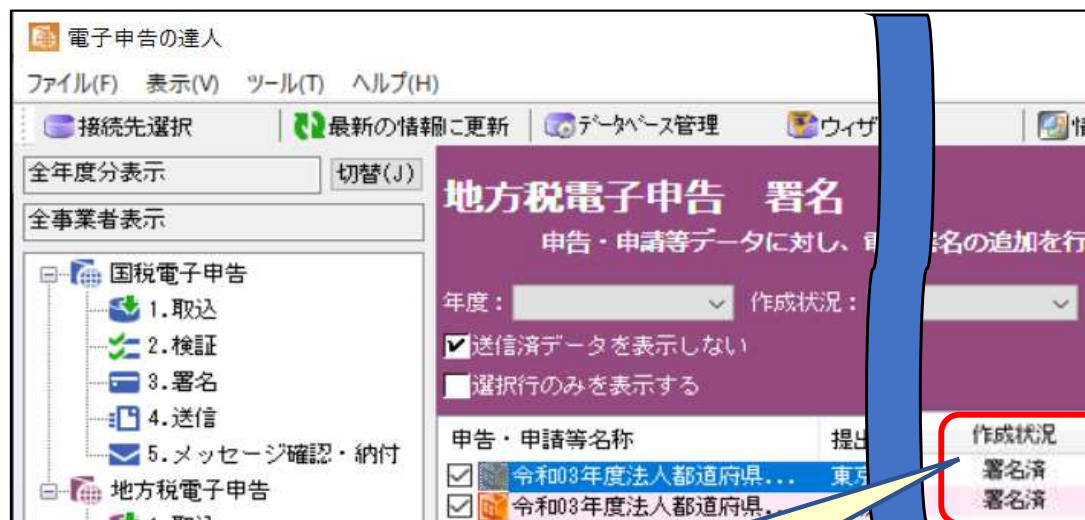 電子申告の達人
ファイル(F) 表示(V) ツール(T) ヘルプ(H)
接続先選択 最新の情報に更新 データベース管理 ウィザ 情
全年度分表示 切替(J)
全事業者表示
国税電子申告
1.取込
2.検証
3.署名
4.送信
5.メッセージ確認・納付
地方税電子申告
地方税電子申告 署名
申告・申請等データに対し、 署名の追加を行
年度: 作成状況:
送信済データを表示しない
選択行のみを表示する
申告・申請等名称 提出 作成状況
令和03年度法人都道府県... 東京 署名済
令和03年度法人都道府県... 署名済